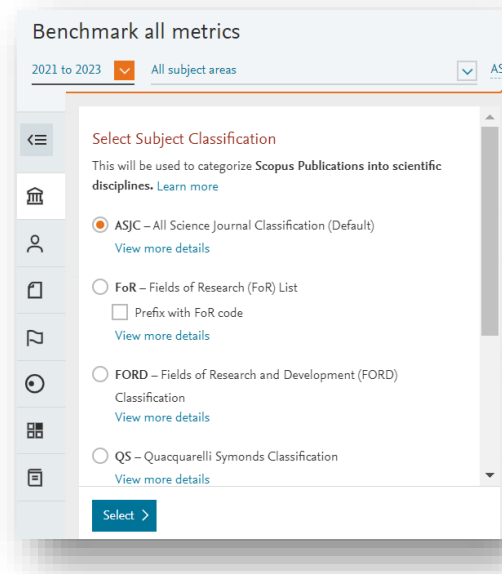 Benchmark all metrics
2021 to 2023 All subject areas AS
Select Subject Classification
This will be used to categorize Scopus Publications into scientific
disciplines. Learn more
ASJC – All Science Journal Classification (Default)
View more details
FoR – Fields of Research (FoR) List
Prefix with FoR code
View more details
FORD – Fields of Research and Development (FORD)
Classification
View more details
QS – Quacquarelli Symonds Classification
View more details
Select >